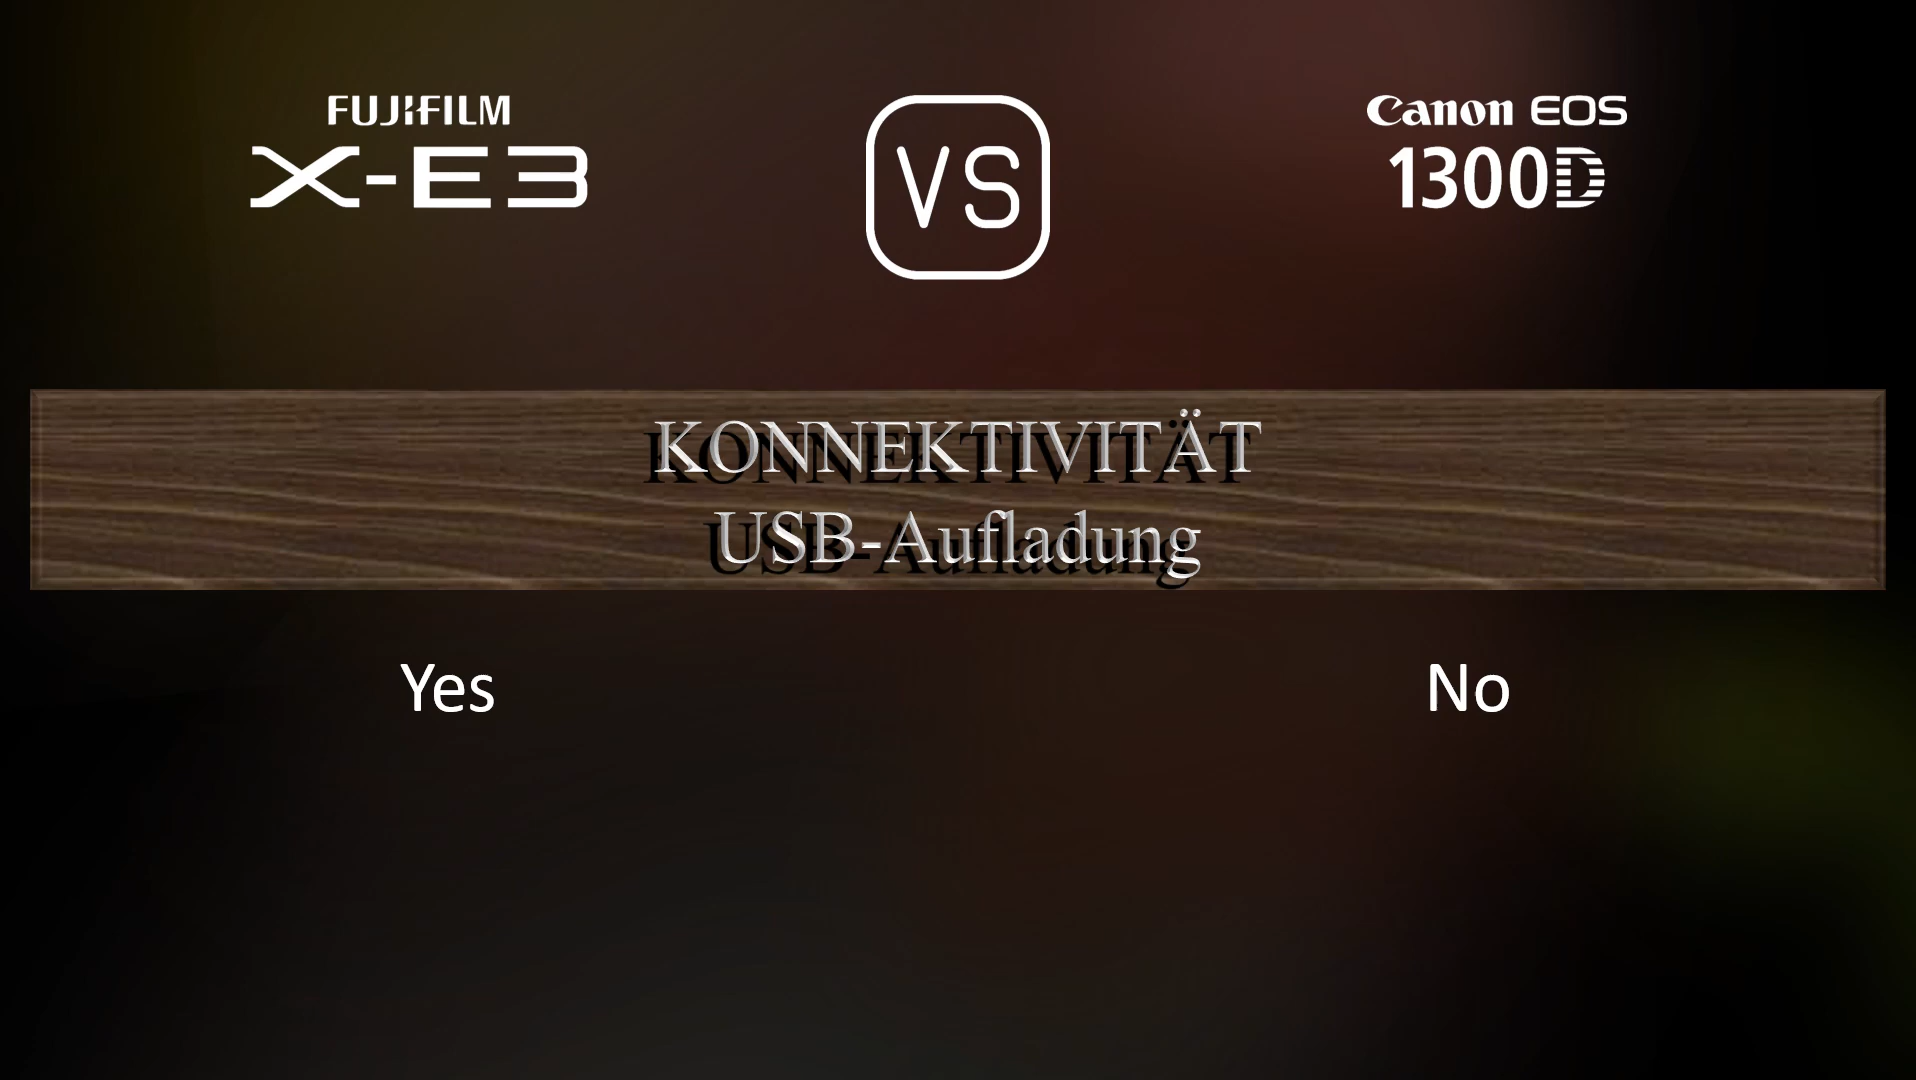 FUJIFILM
X-E3
VS
Canon EOS
1300D
KONNEKTIVITÄT
USB-Aufladung
Yes
No